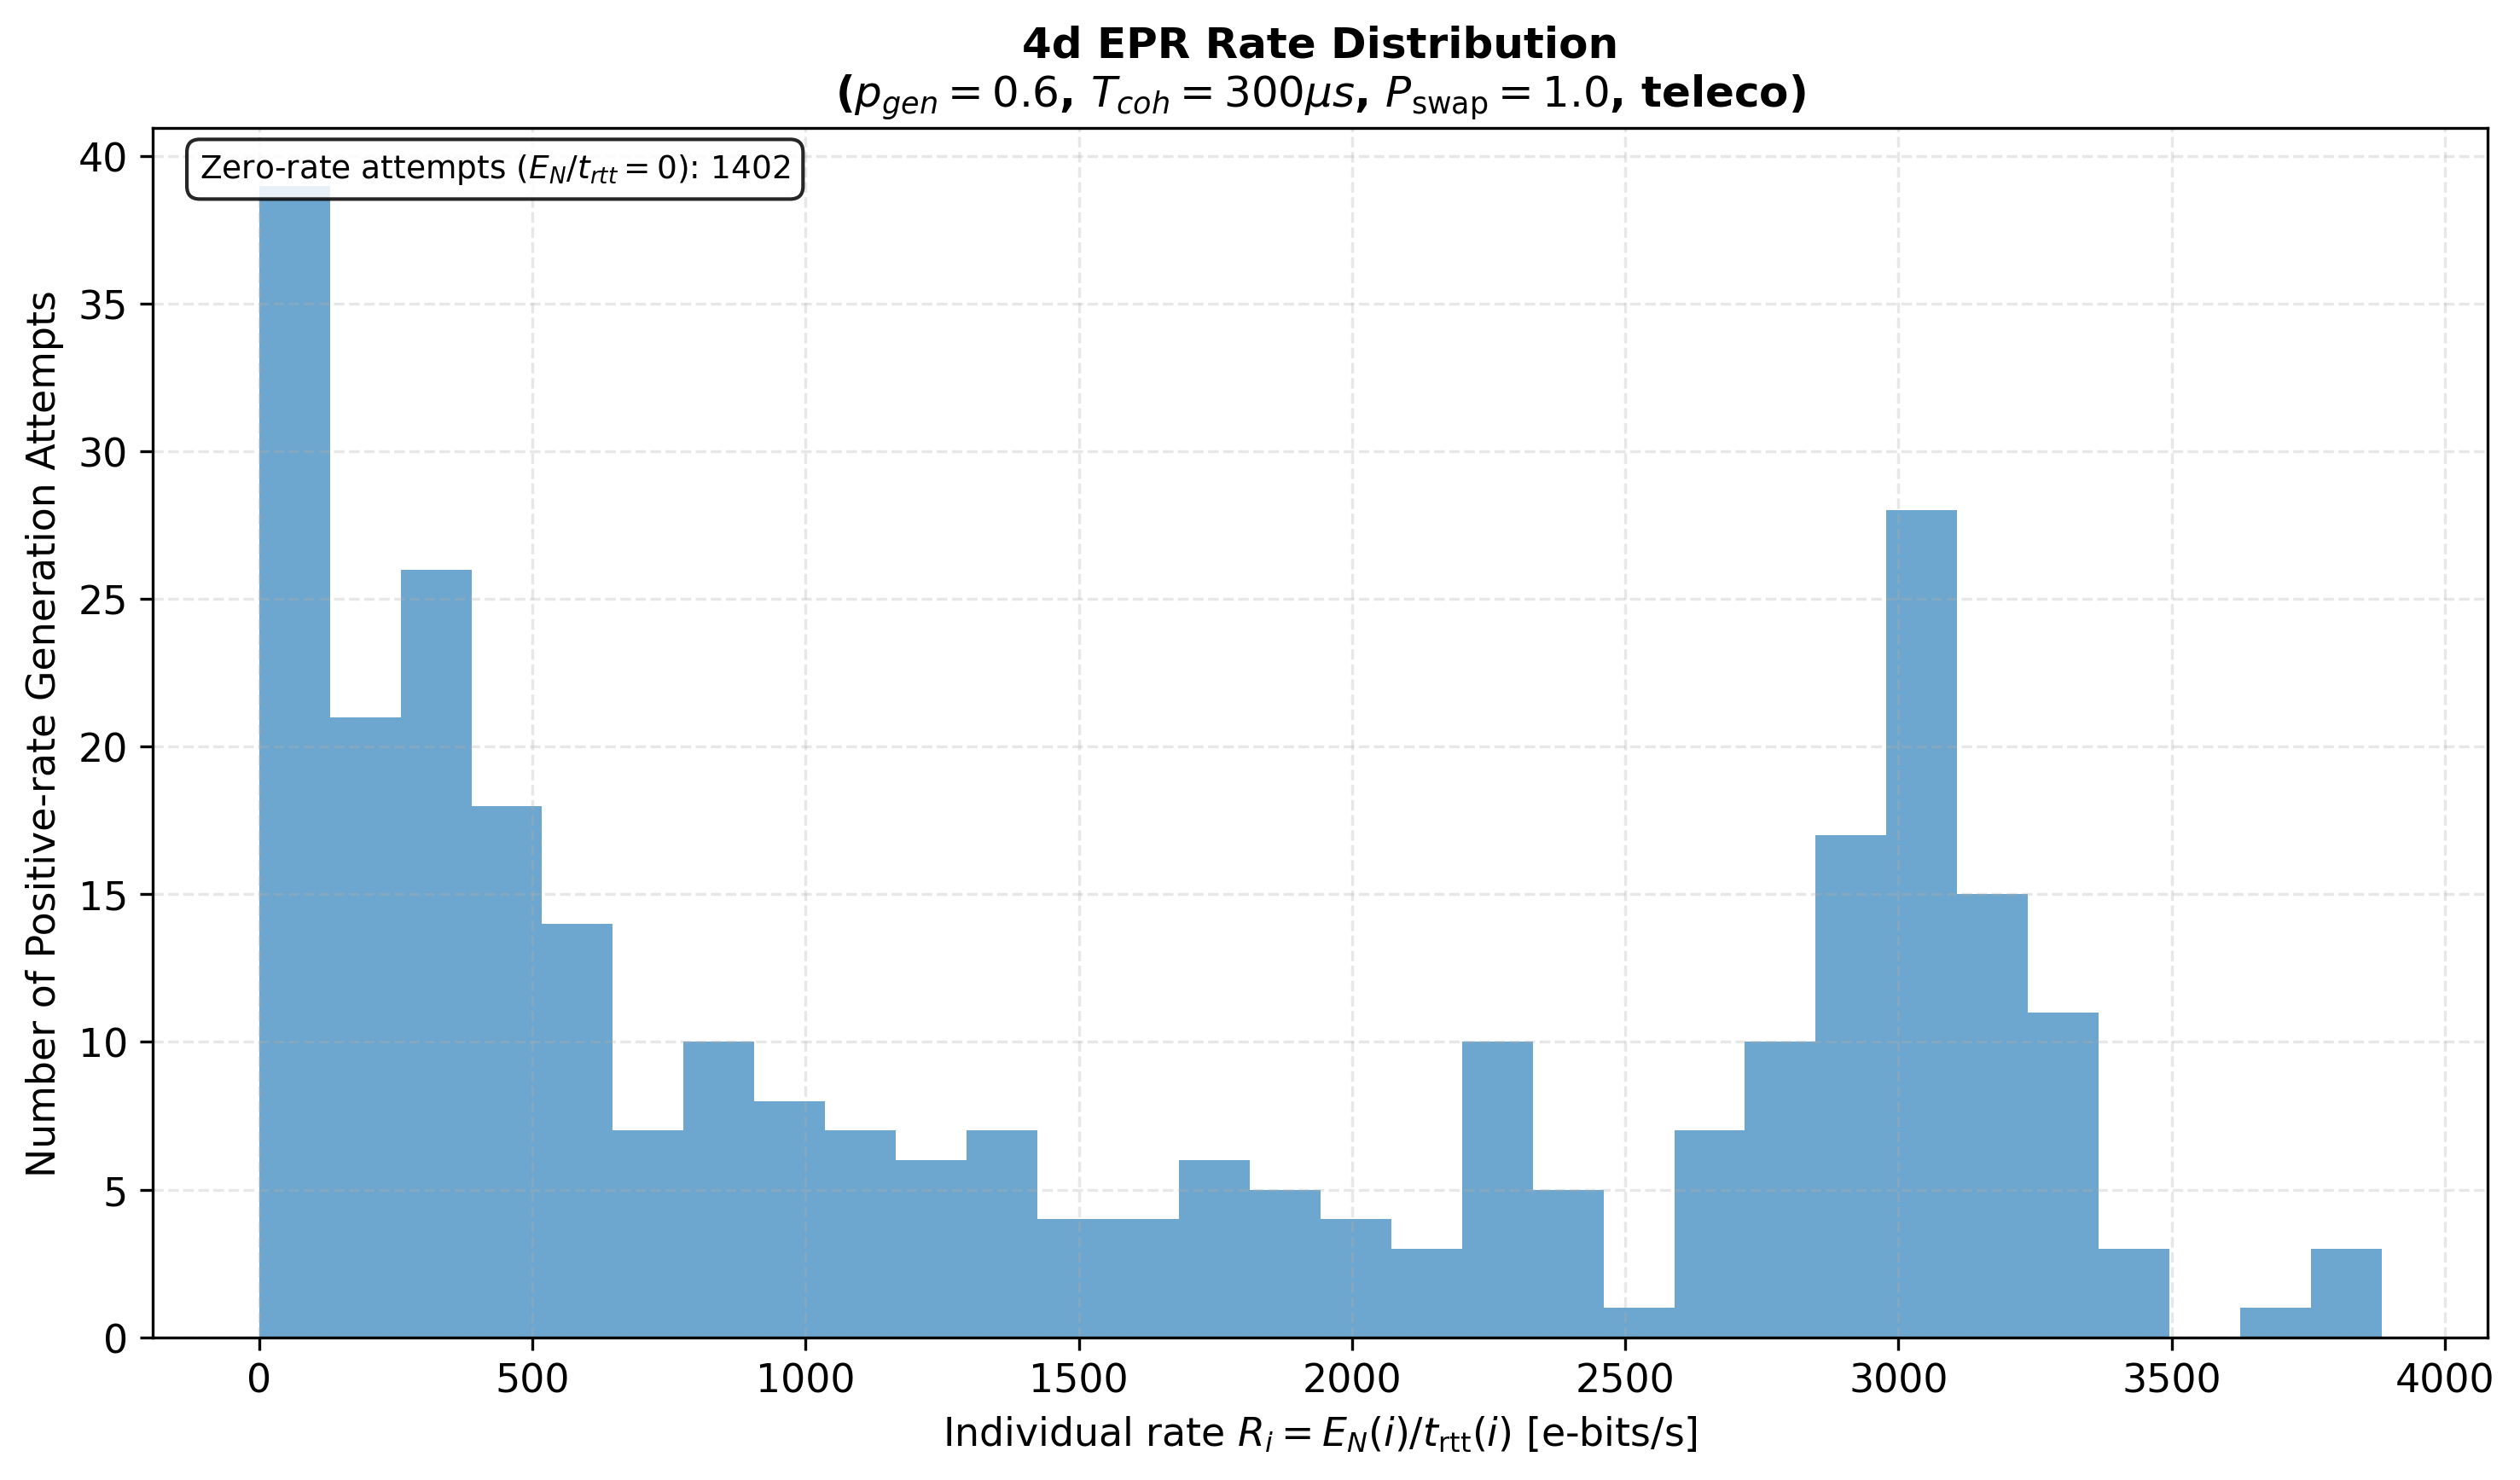 4d EPR Rate Distribution
(p_gen = 0.6, T_coh = 300μs, P_swap = 1.0, teleco)
Zero-rate attempts (E_N/t_rtt = 0): 1402
Number of Positive-rate Generation Attempts
40
35
30
25
20
15
10
5
0
0 500 1000 1500 2000 2500 3000 3500 4000
Individual rate R_i = E_N(i)/t_rtt(i) [e-bits/s]